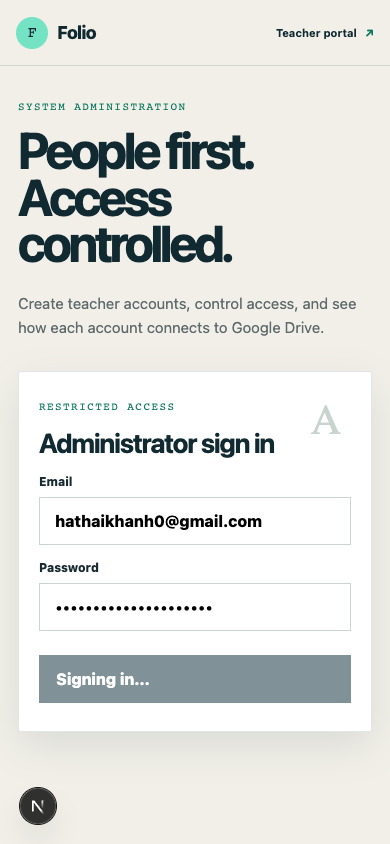 F
Folio
Teacher portal ↗
SYSTEM ADMINISTRATION
People first.
Access
controlled.
Create teacher accounts, control access, and see
how each account connects to Google Drive.
RESTRICTED ACCESS
A
Administrator sign in
Email
hathaikhanh0@gmail.com
Password
•••••••••••••••••••••
Signing in...
N